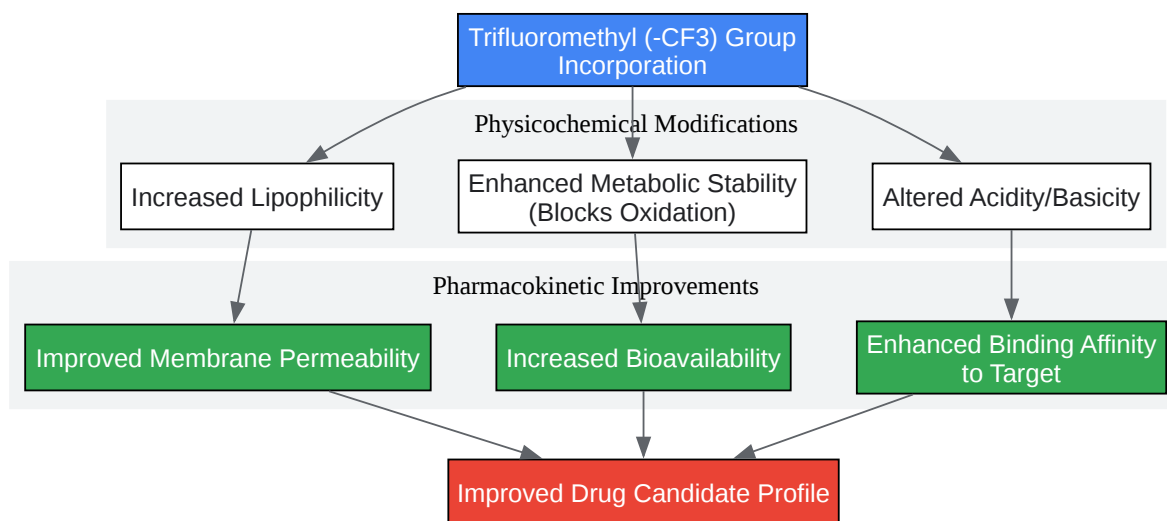 Trifluoromethyl (-CF3) Group
Incorporation
Physicochemical Modifications
Increased Lipophilicity
Enhanced Metabolic Stability
(Blocks Oxidation)
Altered Acidity/Basicity
Pharmacokinetic Improvements
Improved Membrane Permeability
Increased Bioavailability
Enhanced Binding Affinity
to Target
Improved Drug Candidate Profile